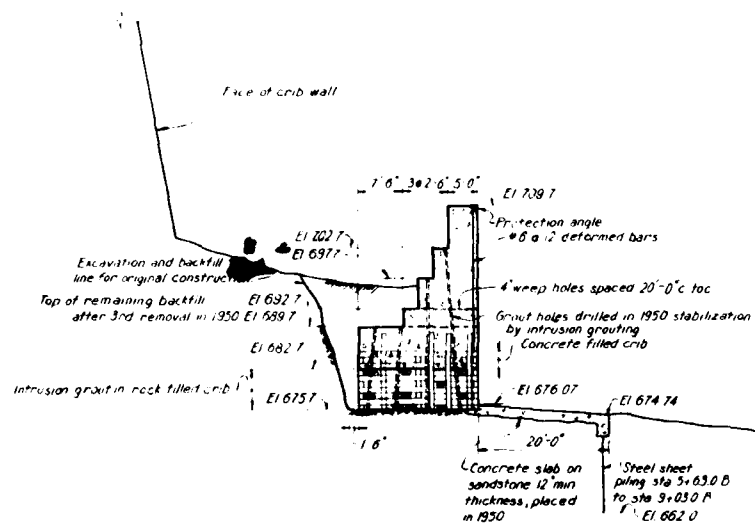 Face of crib wall
7'-6" 3@2'-6" 5'-0"
El 709.7
El 702.7
El 697.7
Protection angle
#6 @ 12 deformed bars
Excavation and backfill
line for original construction
4" weep holes spaced 20'-0" c to c
El 692.7
Top of remaining backfill
after 3rd removal in 1950 El 689.7
Grout holes drilled in 1950 stabilization
by intrusion grouting
Concrete filled crib
El 682.7
Intrusion grout in rock filled crib
El 675.7
El 676.07
El 674.74
1'-6"
20'-0"
Concrete slab on
sandstone 12" min
thickness, placed
in 1950
Steel sheet
piling sta 5+63.0 B
to sta 9+03.0 B
El 662.0